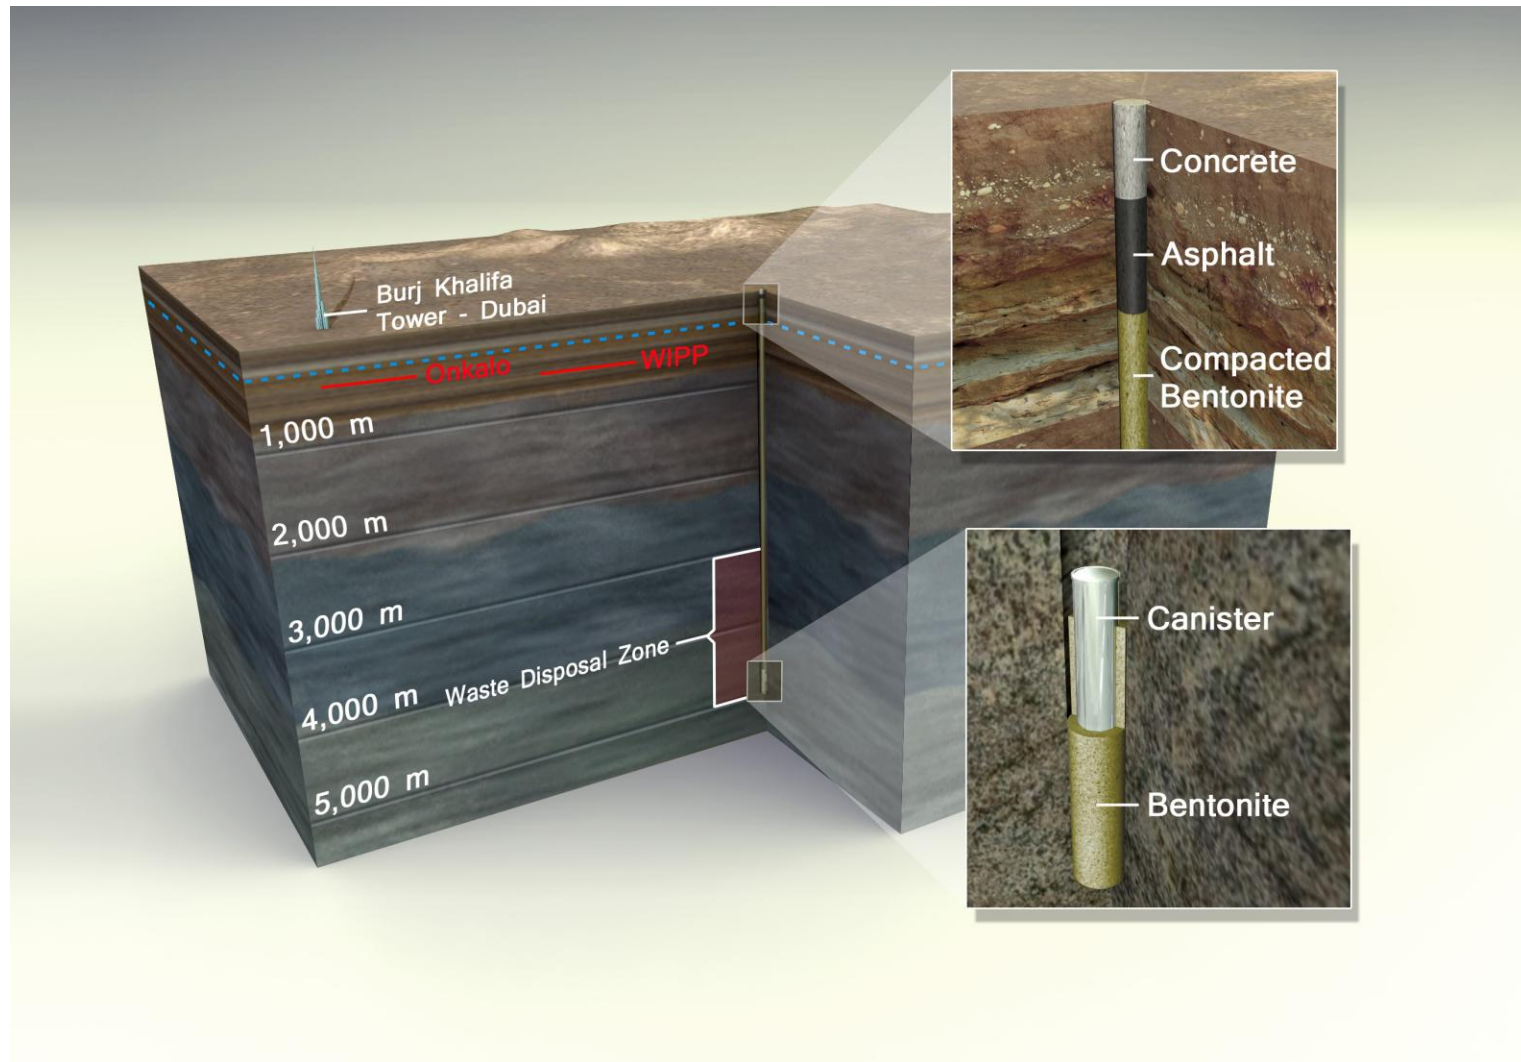 Burj Khalifa
Tower - Dubai
Onkalo
WIPP
1,000 m
2,000 m
3,000 m
4,000 m
5,000 m
Waste Disposal Zone
Concrete
Asphalt
Compacted
Bentonite
Canister
Bentonite